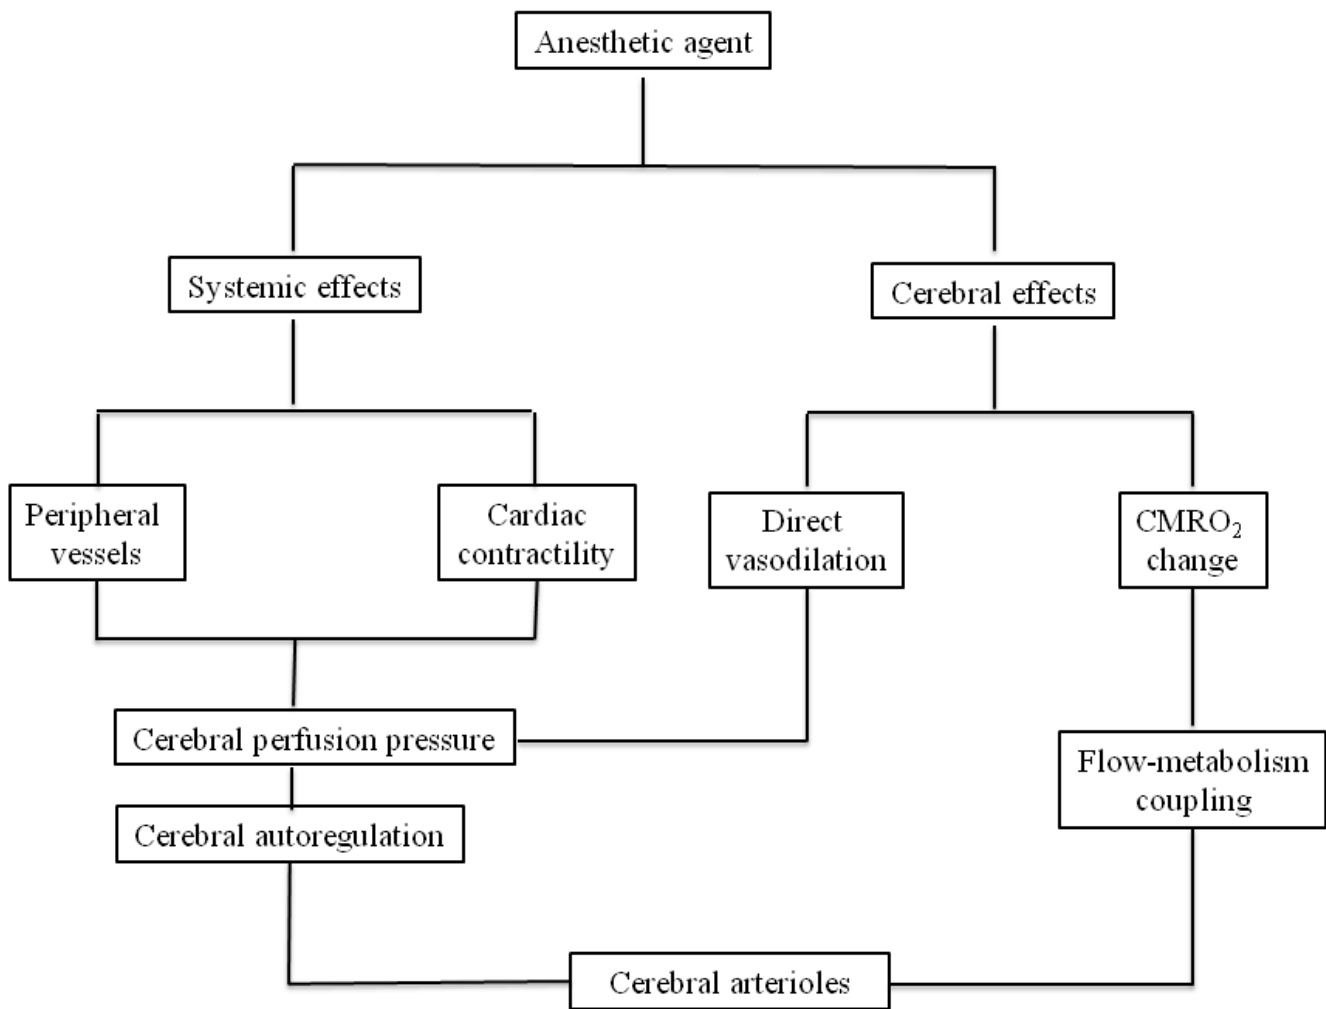 Anesthetic agent
Systemic effects
Cerebral effects
Peripheral
vessels
Cardiac
contractility
Direct
vasodilation
CMRO₂
change
Cerebral perfusion pressure
Flow-metabolism
coupling
Cerebral autoregulation
Cerebral arterioles